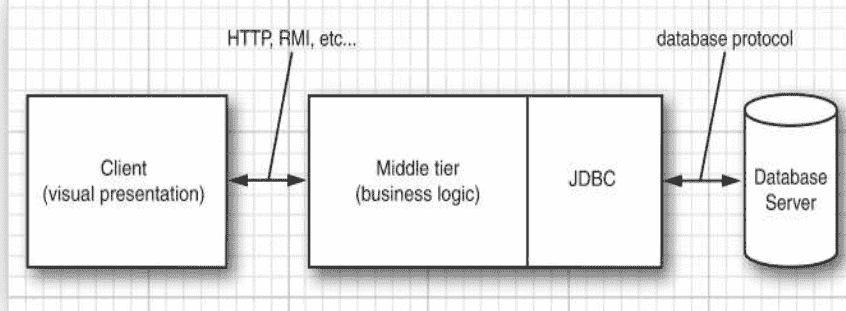 HTTP, RMI, etc...
database protocol
Client
(visual presentation)
Middle tier
(business logic)
JDBC
Database
Server